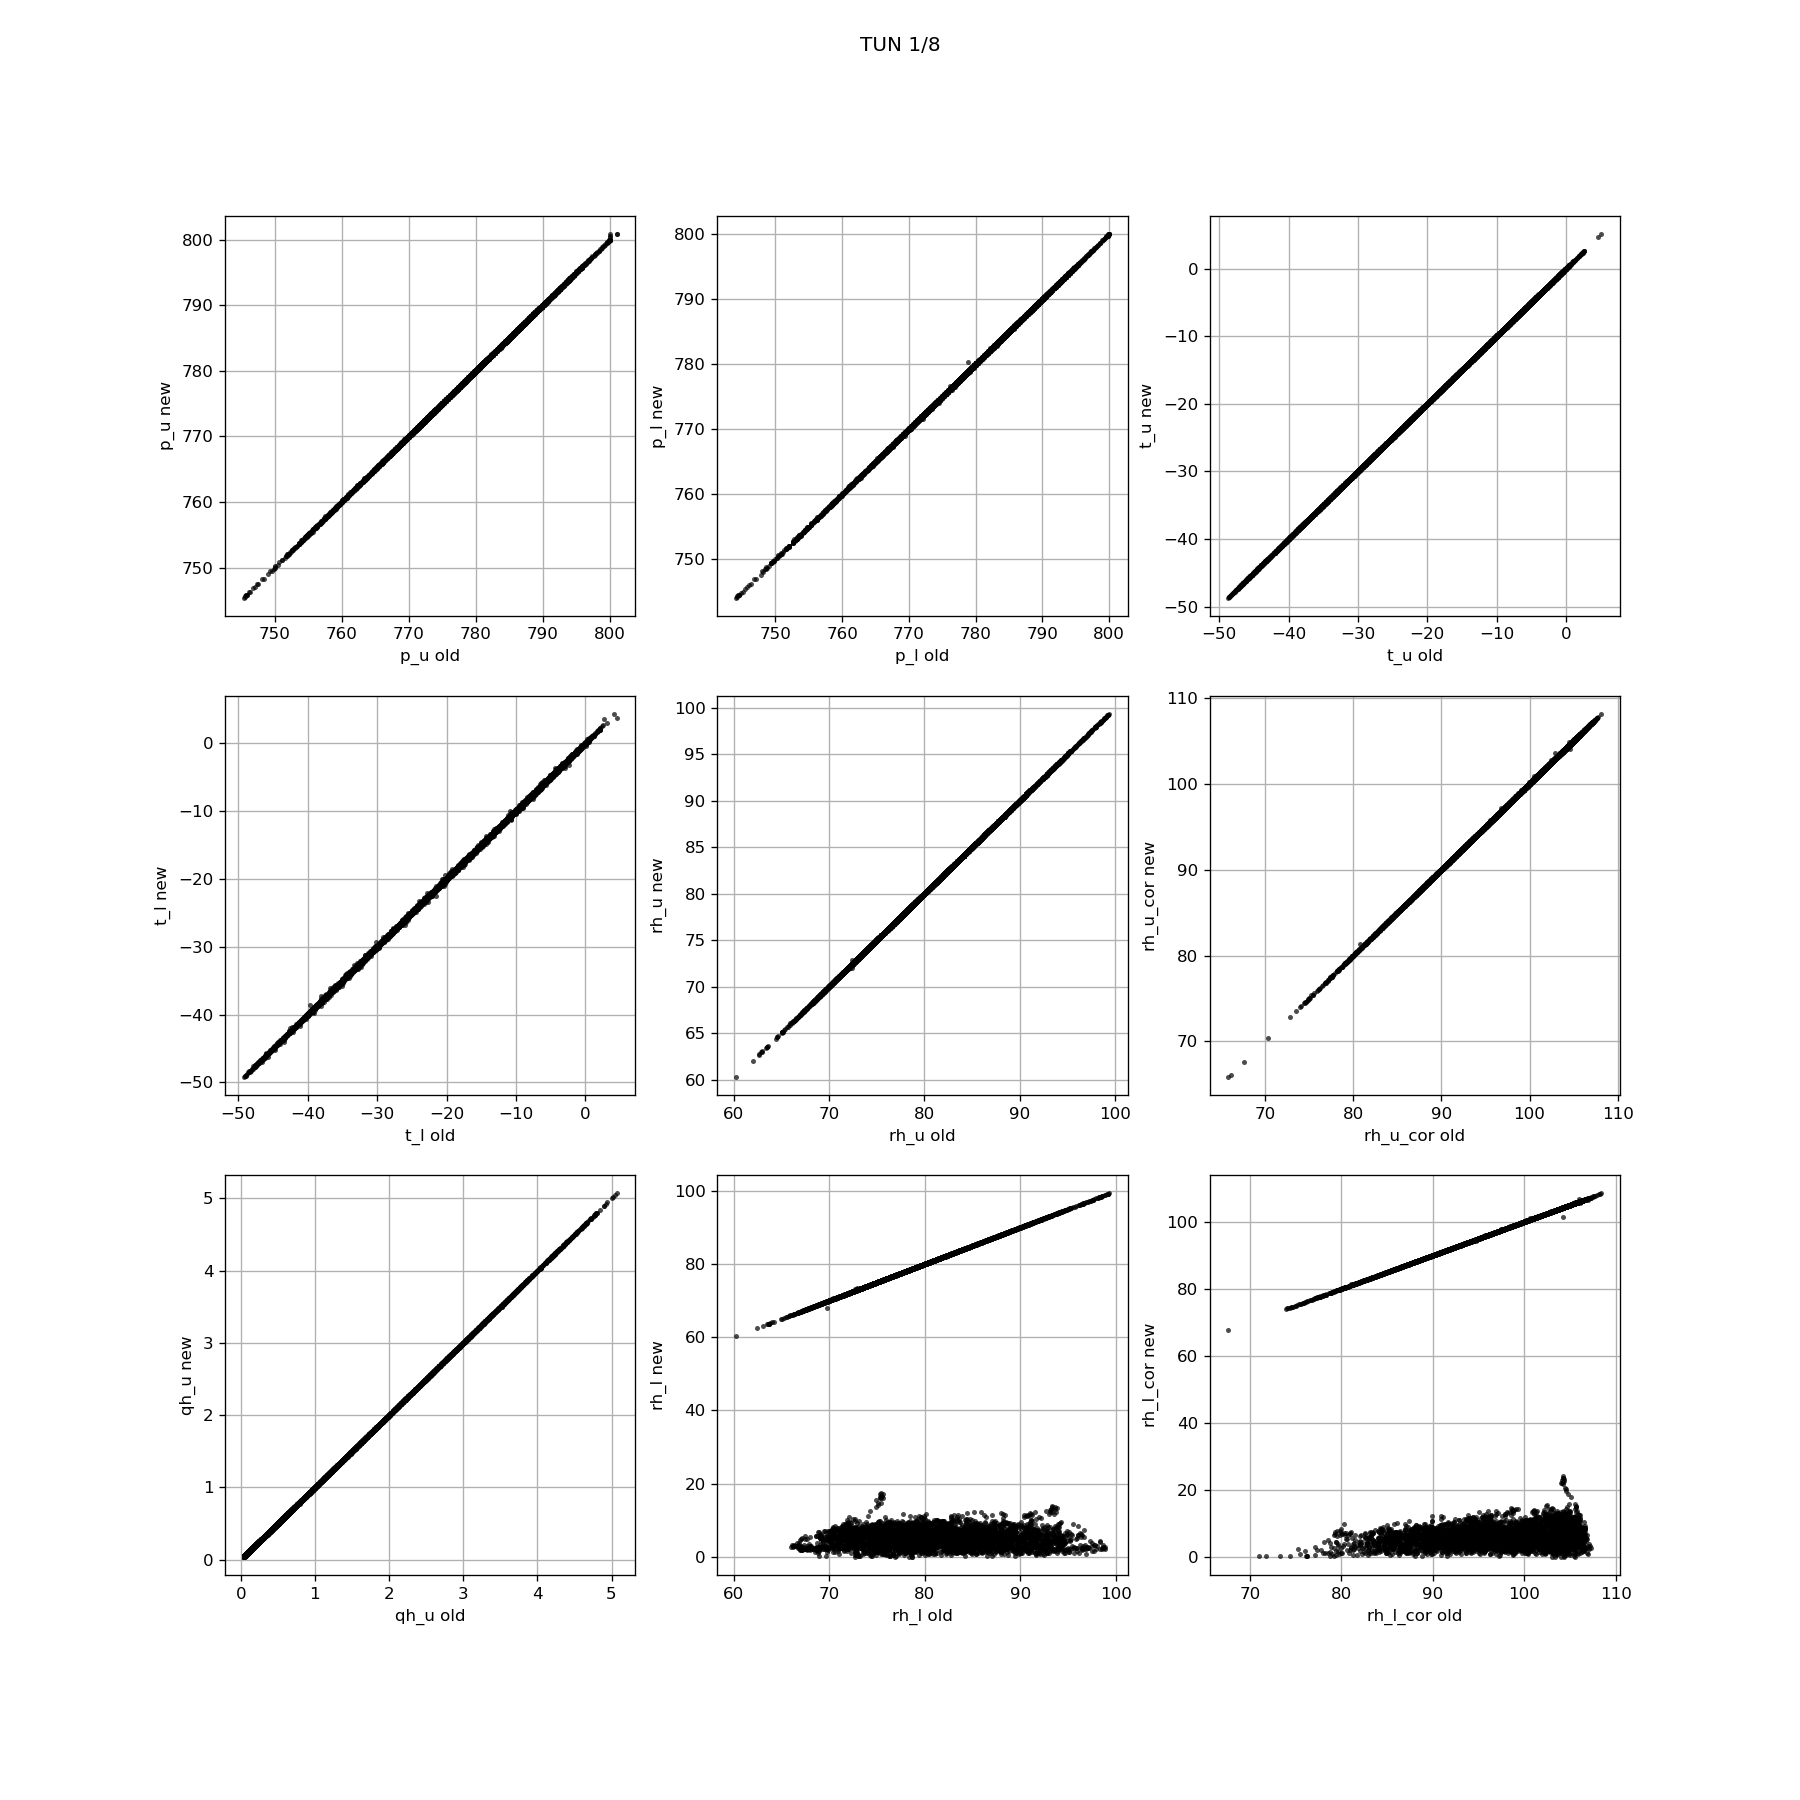 TUN 1/8
800
790
780
770
760
750
p_u new
750 760 770 780 790 800
p_u old
800
790
780
770
760
750
p_l new
750 760 770 780 790 800
p_l old
0
−10
−20
−30
−40
−50
t_u new
−50 −40 −30 −20 −10 0
t_u old
0
−10
−20
−30
−40
−50
t_l new
−50 −40 −30 −20 −10 0
t_l old
100
95
90
85
80
75
70
65
60
rh_u new
60 70 80 90 100
rh_u old
110
100
90
80
70
rh_u_cor new
70 80 90 100 110
rh_u_cor old
5
4
3
2
1
0
qh_u new
0 1 2 3 4 5
qh_u old
100
80
60
40
20
0
rh_l new
60 70 80 90 100
rh_l old
100
80
60
40
20
0
rh_l_cor new
70 80 90 100 110
rh_l_cor old